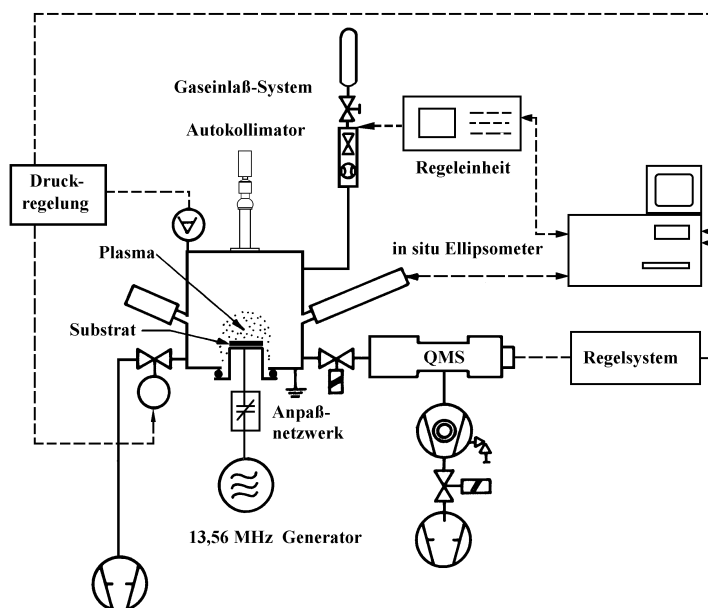 Gaseinlaß-System
Autokollimator
Regeleinheit
Druck-
regelung
in situ Ellipsometer
Plasma
Substrat
QMS
Regelsystem
Anpaß-
netzwerk
13,56 MHz Generator